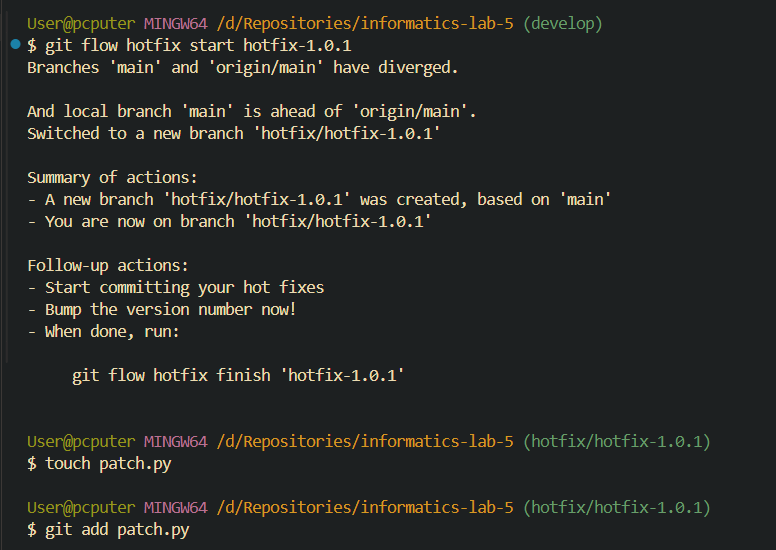 User@pcputer MINGW64 /d/Repositories/informatics-lab-5 (develop)
$ git flow hotfix start hotfix-1.0.1
Branches 'main' and 'origin/main' have diverged.
And local branch 'main' is ahead of 'origin/main'.
Switched to a new branch 'hotfix/hotfix-1.0.1'
Summary of actions:
- A new branch 'hotfix/hotfix-1.0.1' was created, based on 'main'
- You are now on branch 'hotfix/hotfix-1.0.1'
Follow-up actions:
- Start committing your hot fixes
- Bump the version number now!
- When done, run:
git flow hotfix finish 'hotfix-1.0.1'
User@pcputer MINGW64 /d/Repositories/informatics-lab-5 (hotfix/hotfix-1.0.1)
$ touch patch.py
User@pcputer MINGW64 /d/Repositories/informatics-lab-5 (hotfix/hotfix-1.0.1)
$ git add patch.py